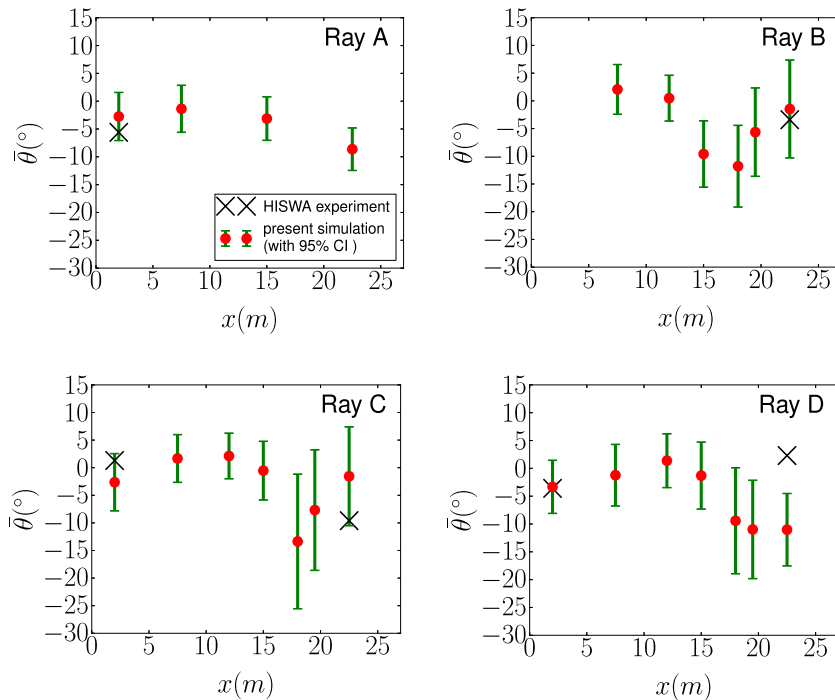 Ray A
15
10
5
0
−5
−10
−15
−20
−25
−30
θ̄(°)
HISWA experiment
present simulation
(with 95% CI )
0 5 10 15 20 25
x(m)
Ray B
15
10
5
0
−5
−10
−15
−20
−25
−30
θ̄(°)
0 5 10 15 20 25
x(m)
Ray C
15
10
5
0
−5
−10
−15
−20
−25
−30
θ̄(°)
0 5 10 15 20 25
x(m)
Ray D
15
10
5
0
−5
−10
−15
−20
−25
−30
θ̄(°)
0 5 10 15 20 25
x(m)